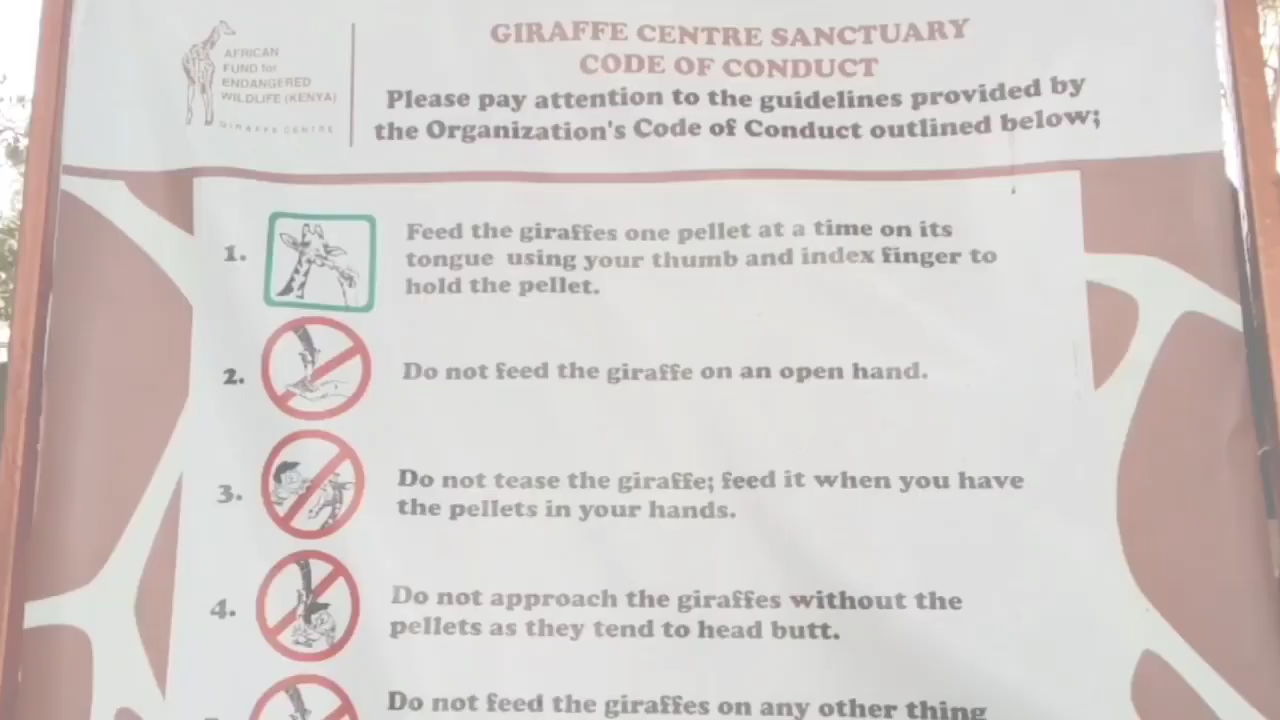 AFRICAN
FUND for
ENDANGERED
WILDLIFE (KENYA)
GIRAFFE CENTRE
GIRAFFE CENTRE SANCTUARY
CODE OF CONDUCT
Please pay attention to the guidelines provided by
the Organization's Code of Conduct outlined below;
1. Feed the giraffes one pellet at a time on its
tongue using your thumb and index finger to
hold the pellet.
2. Do not feed the giraffe on an open hand.
3. Do not tease the giraffe; feed it when you have
the pellets in your hands.
4. Do not approach the giraffes without the
pellets as they tend to head butt.
Do not feed the giraffes on any other thing